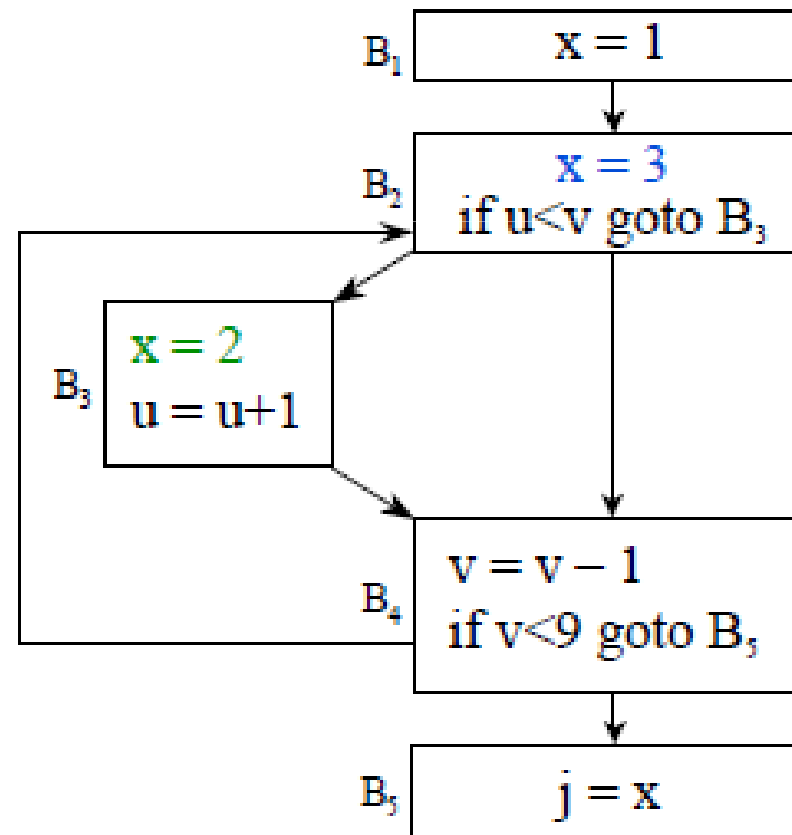 B₁
x = 1
B₂
x = 3
if u<v goto B₃
B₃
x = 2
u = u+1
B₄
v = v – 1
if v<9 goto B₅
B₅
j = x